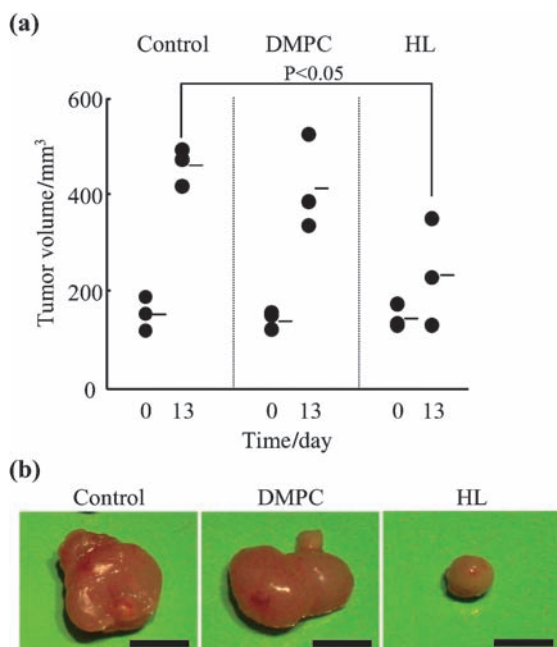 (a)
Control DMPC HL
P<0.05
600
400
200
0
Tumor volume/mm³
0 13 0 13 0 13
Time/day
(b)
Control DMPC HL